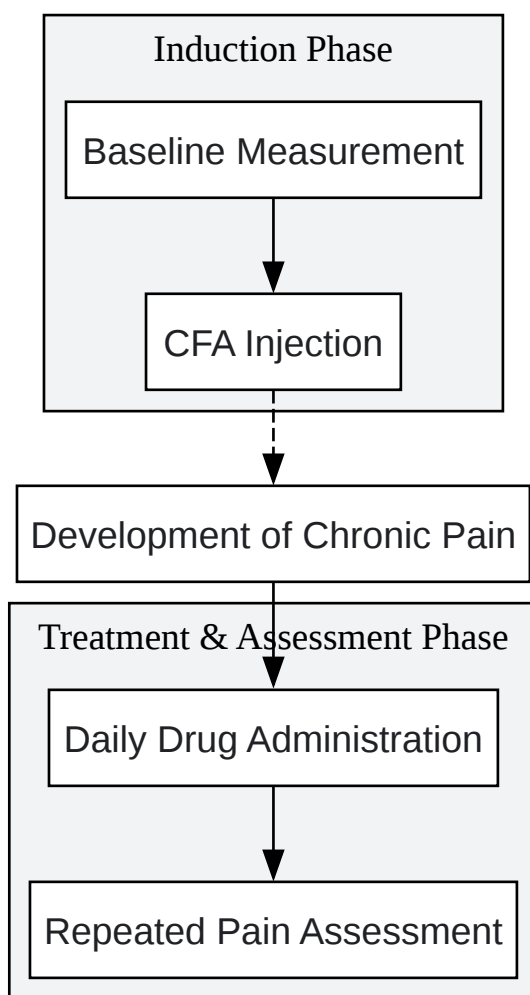 Induction Phase
Baseline Measurement
CFA Injection
Development of Chronic Pain
Treatment & Assessment Phase
Daily Drug Administration
Repeated Pain Assessment